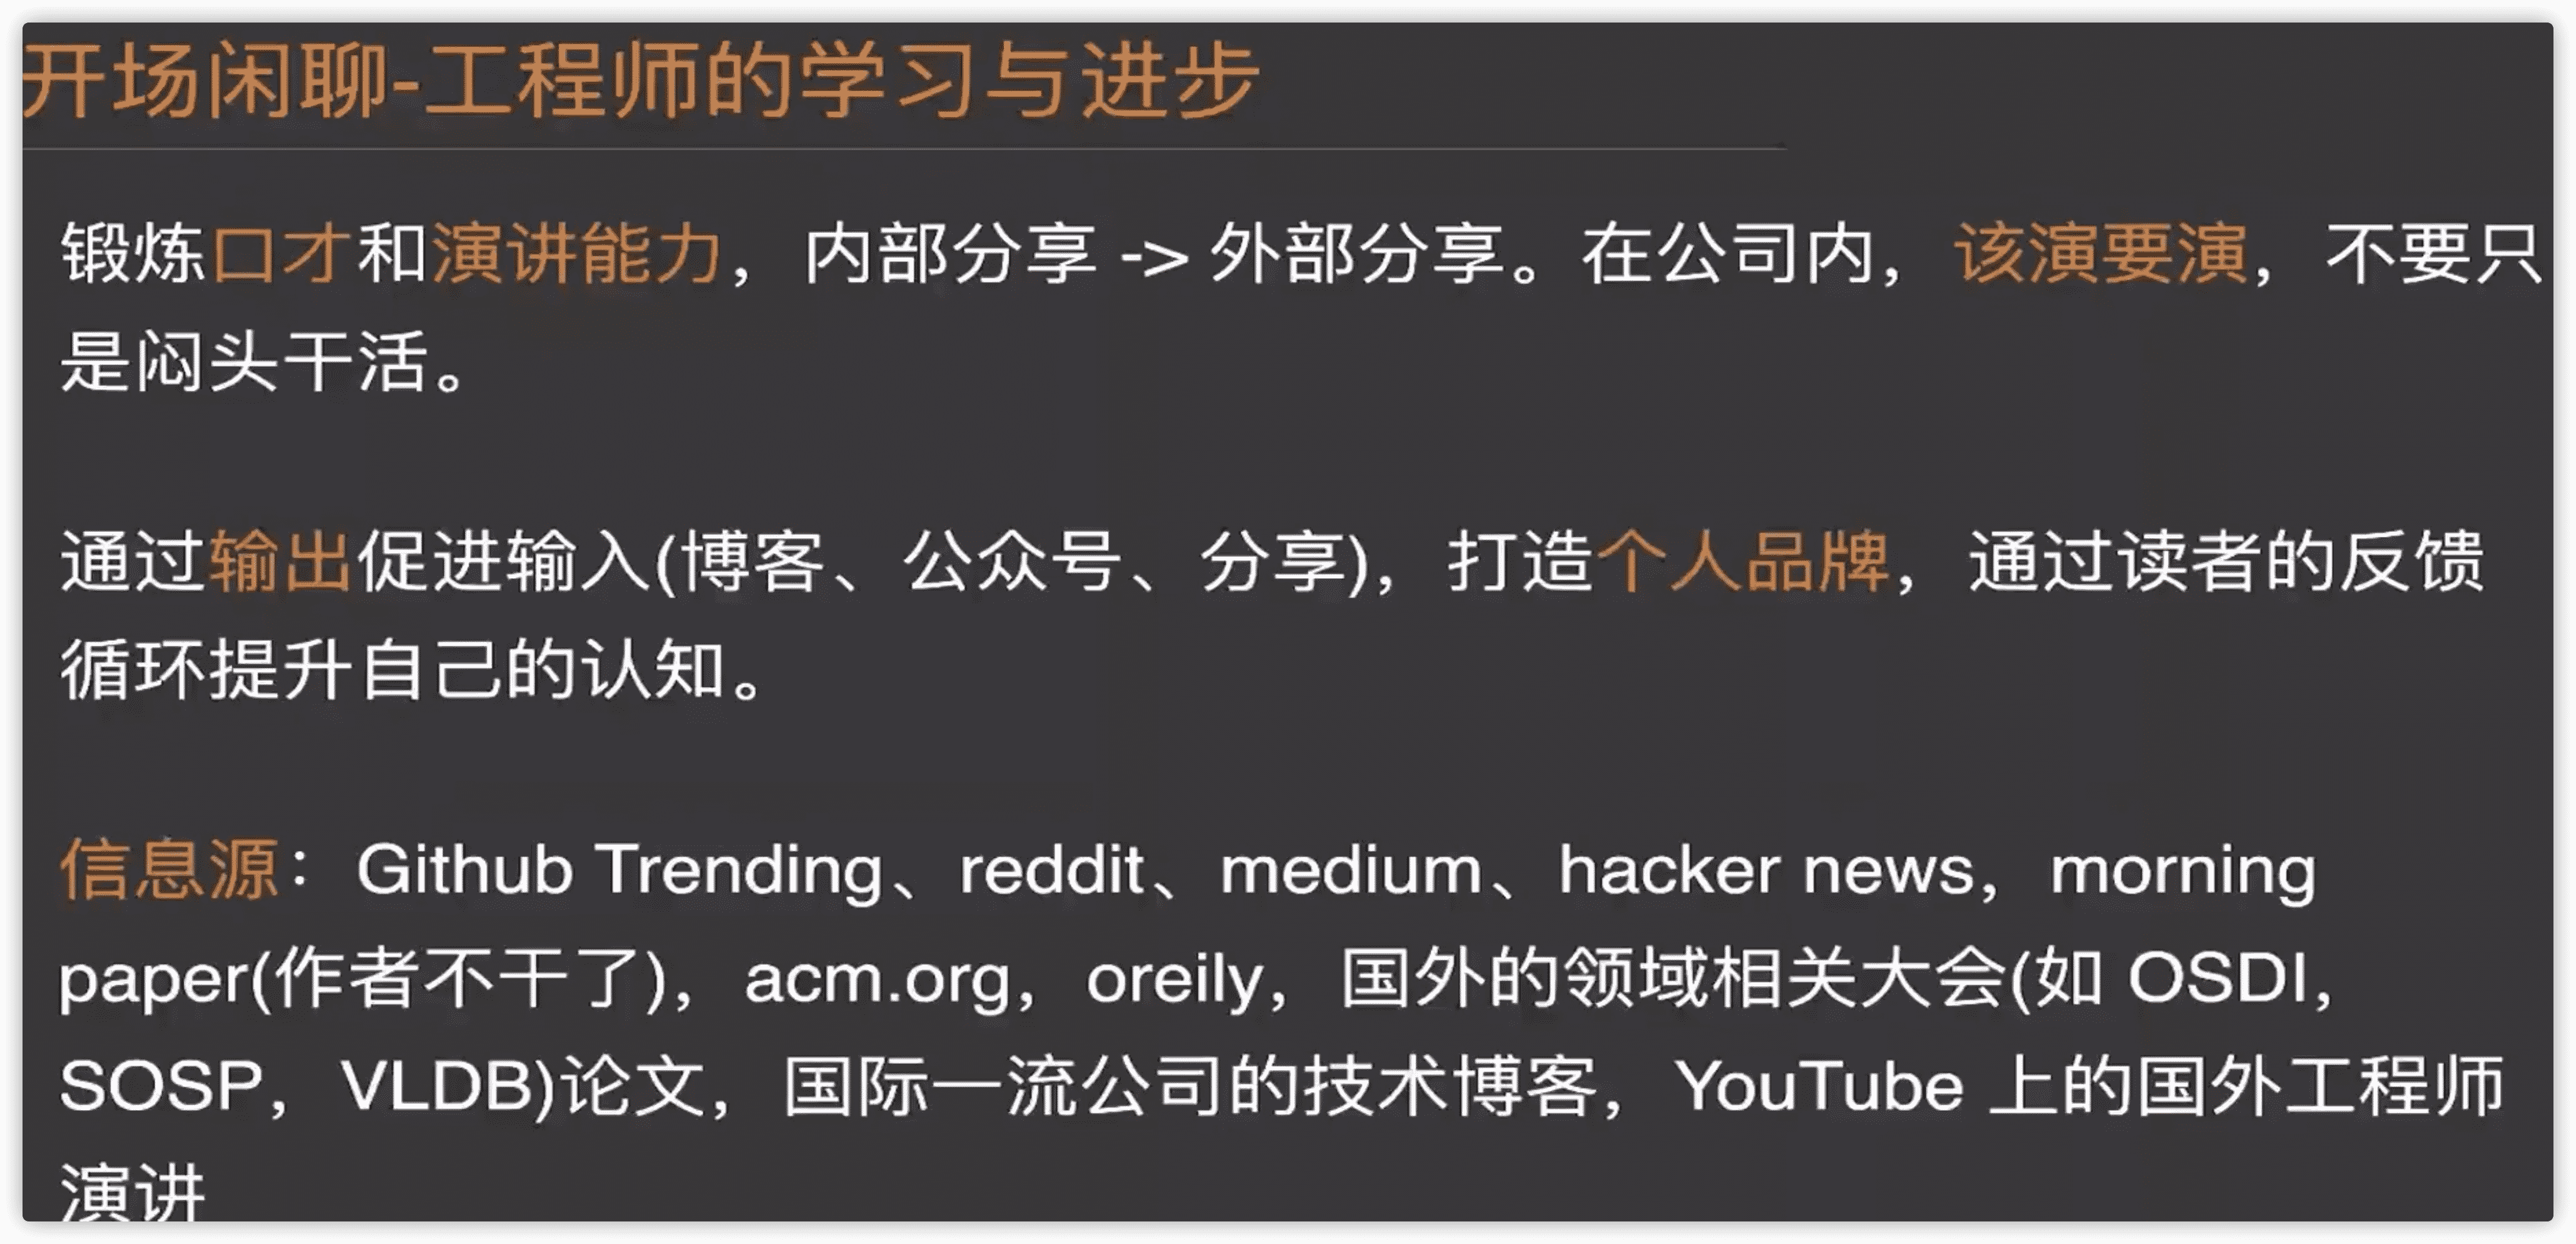 开场闲聊-工程师的学习与进步
锻炼口才和演讲能力，内部分享 -> 外部分享。在公司内，该演要演，不要只
是闷头干活。
通过输出促进输入(博客、公众号、分享)，打造个人品牌，通过读者的反馈
循环提升自己的认知。
信息源：Github Trending、reddit、medium、hacker news，morning
paper(作者不干了)，acm.org，oreily，国外的领域相关大会(如 OSDI，
SOSP，VLDB)论文，国际一流公司的技术博客，YouTube 上的国外工程师
演讲